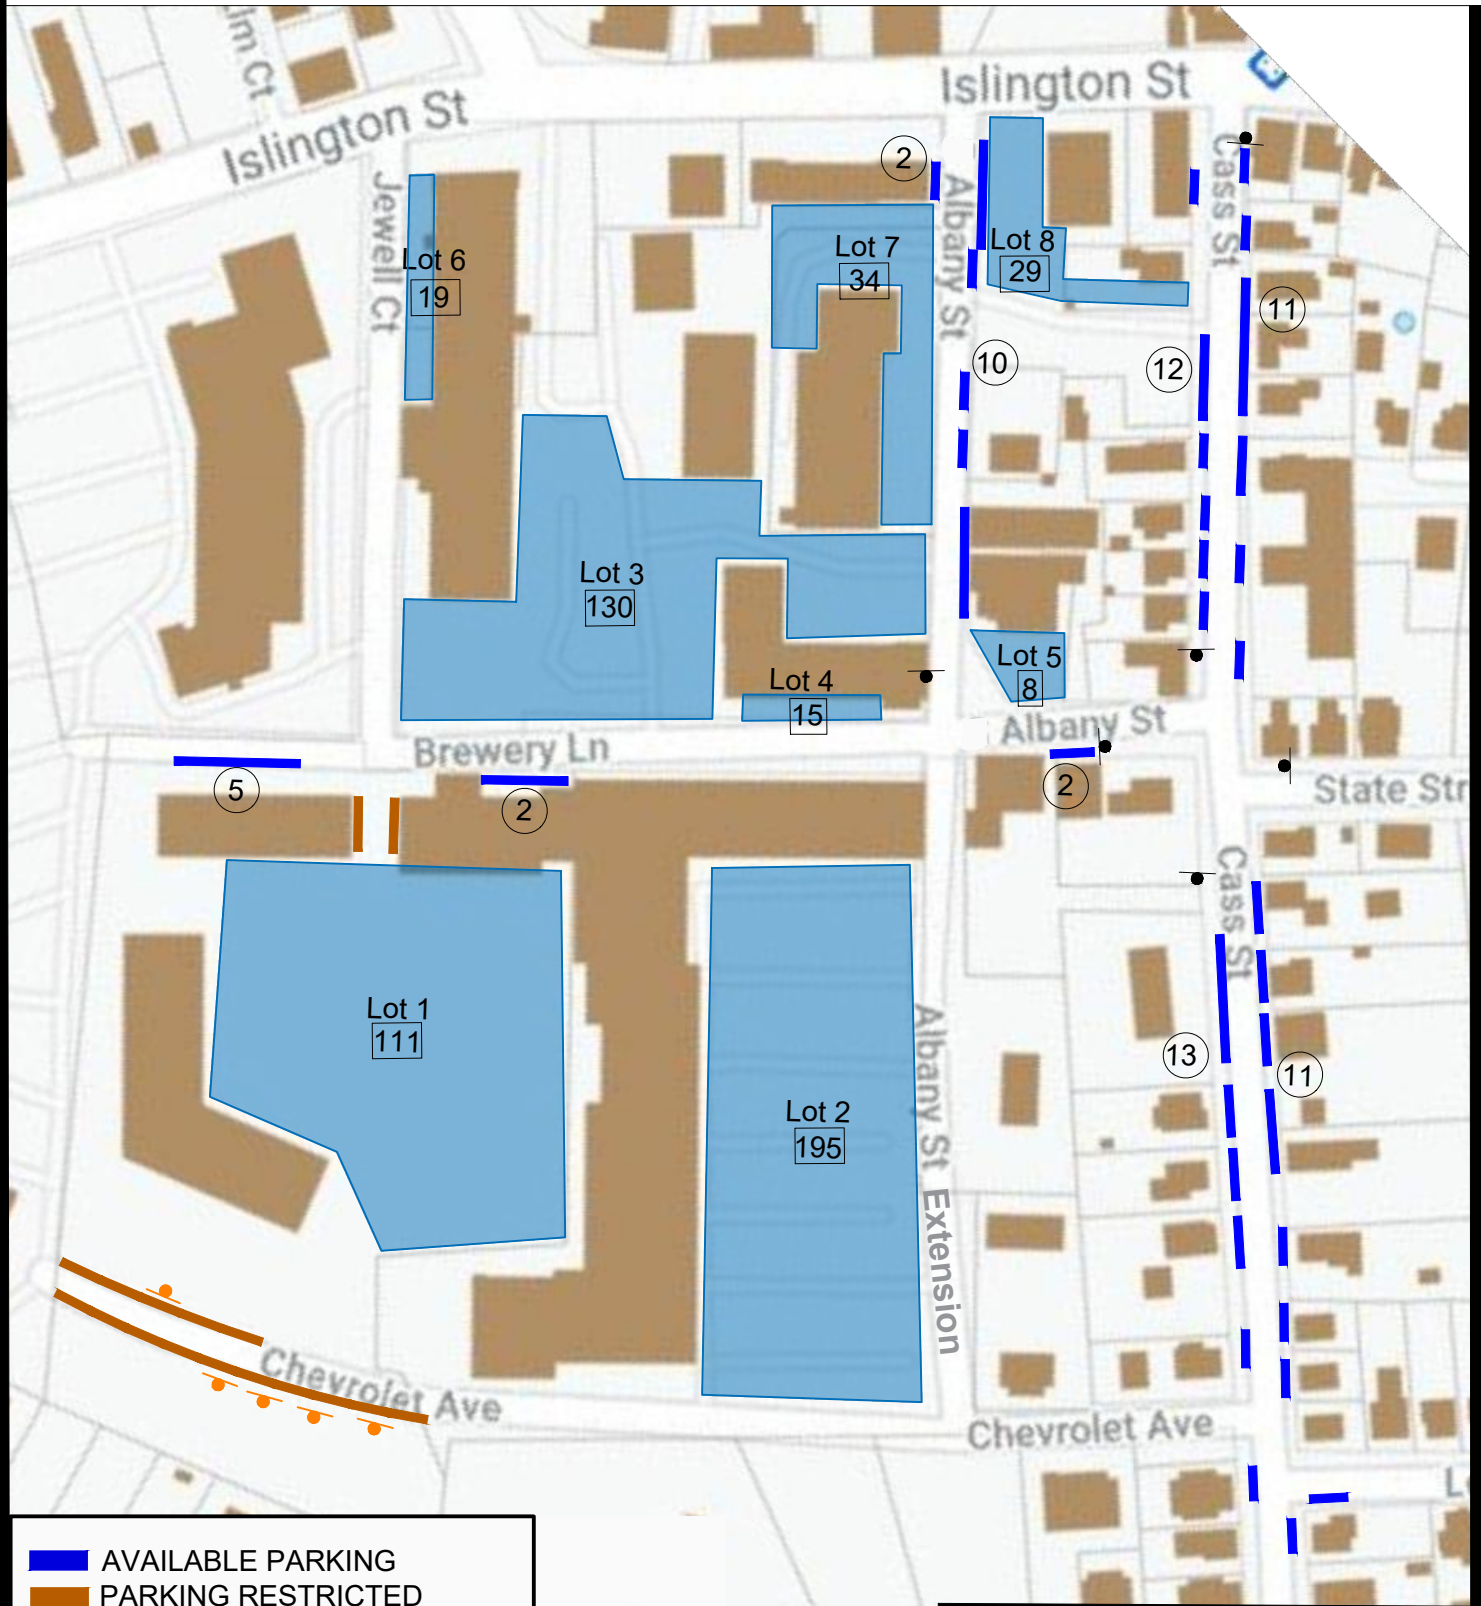 Elm Ct
Islington St
Islington St
Cass St
2
Albany St
Jewell Ct
Lot 6
19
Lot 7
34
Lot 8
29
11
10
12
Lot 3
130
Lot 4
15
Lot 5
8
Albany St
Brewery Ln
5
2
2
State Str
Cass St
Lot 1
111
Lot 2
195
13
11
Albany St Extension
Chevrolet Ave
Chevrolet Ave
AVAILABLE PARKING
PARKING RESTRICTED